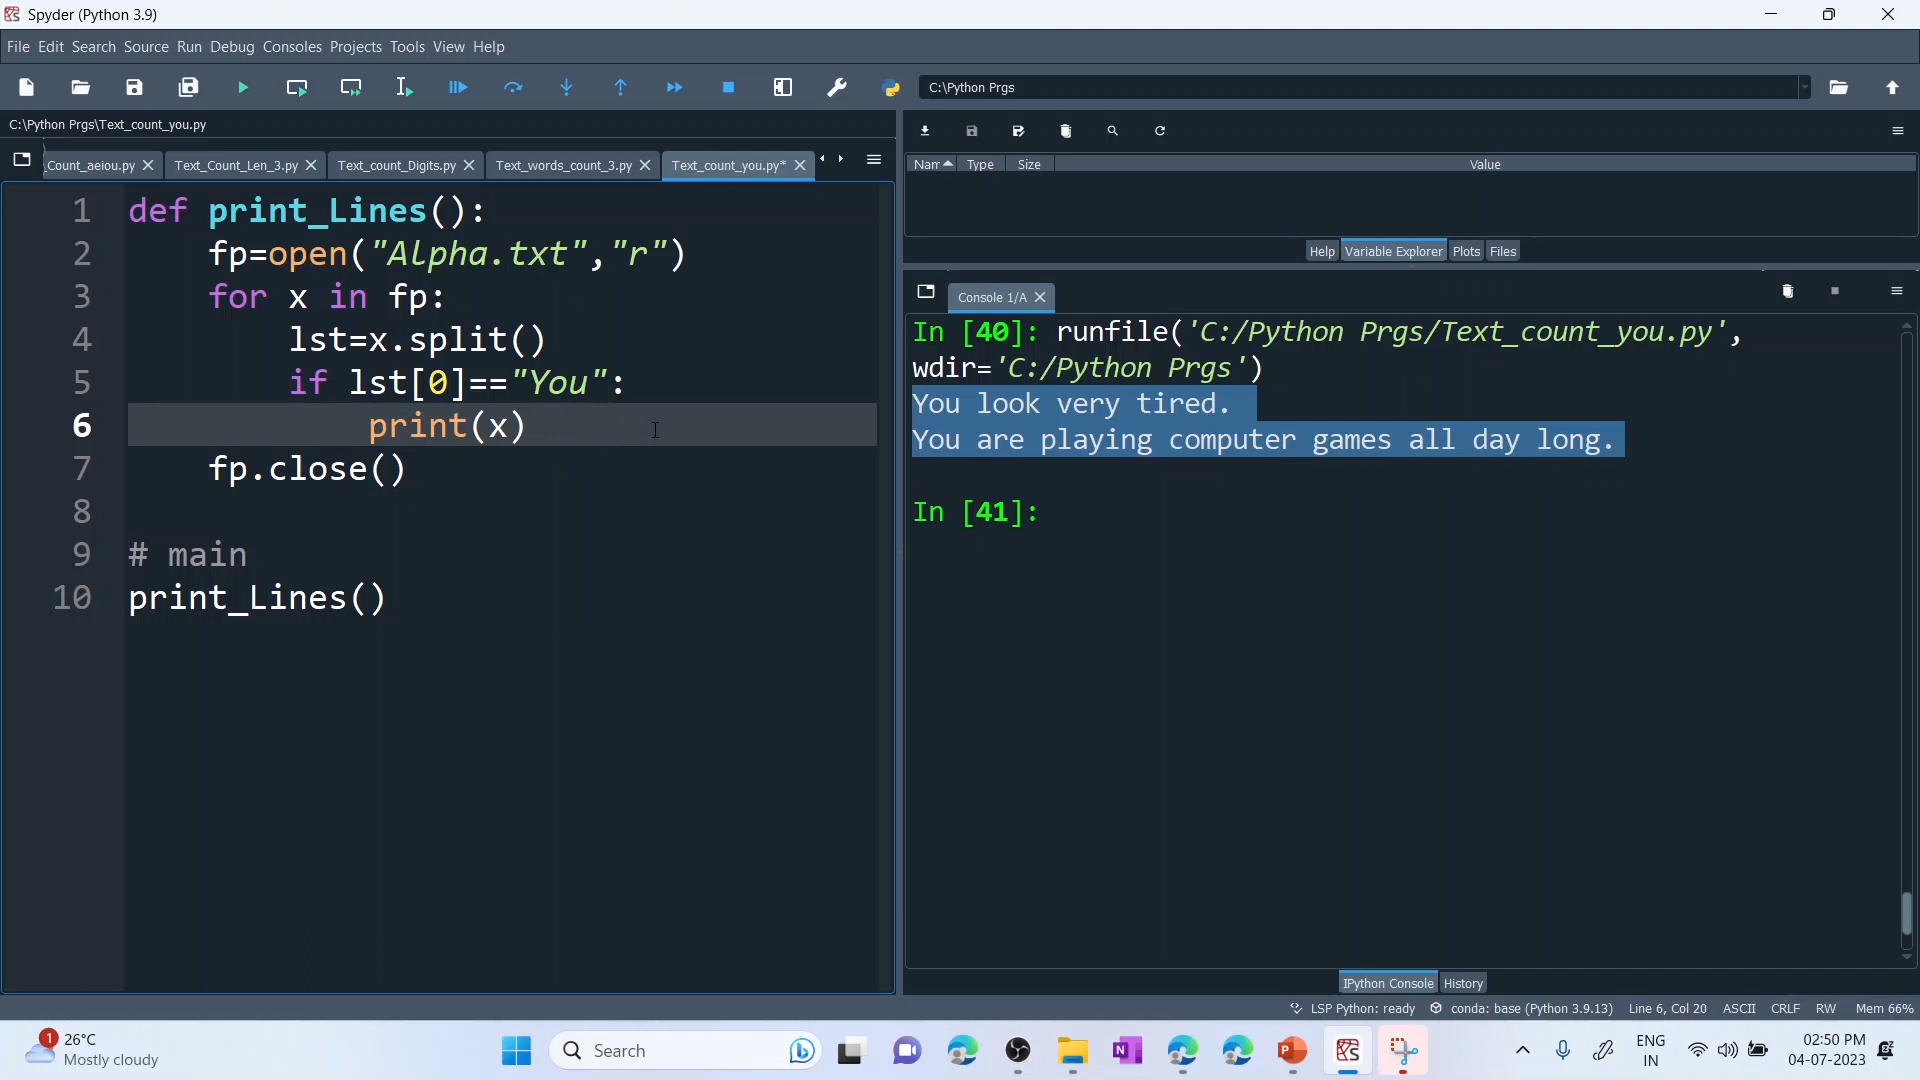 Spyder (Python 3.9)
File Edit Search Source Run Debug Consoles Projects Tools View Help
C:\Python Prgs
C:\Python Prgs\Text_count_you.py
Count_aeiou.py Text_Count_Len_3.py Text_count_Digits.py Text_words_count_3.py Text_count_you.py*
1 def print_Lines():
2 fp=open("Alpha.txt","r")
3 for x in fp:
4 lst=x.split()
5 if lst[0]=="You":
6 print(x)
7 fp.close()
8
9 # main
10 print_Lines()
Nam Type Size Value
Help Variable Explorer Plots Files
Console 1/A
In [40]: runfile('C:/Python Prgs/Text_count_you.py',
wdir='C:/Python Prgs')
You look very tired.
You are playing computer games all day long.
In [41]:
IPython Console History
LSP Python: ready conda: base (Python 3.9.13) Line 6, Col 20 ASCII CRLF RW Mem 66%
1
26°C
Mostly cloudy
Search
ENG
IN
02:50 PM
04-07-2023